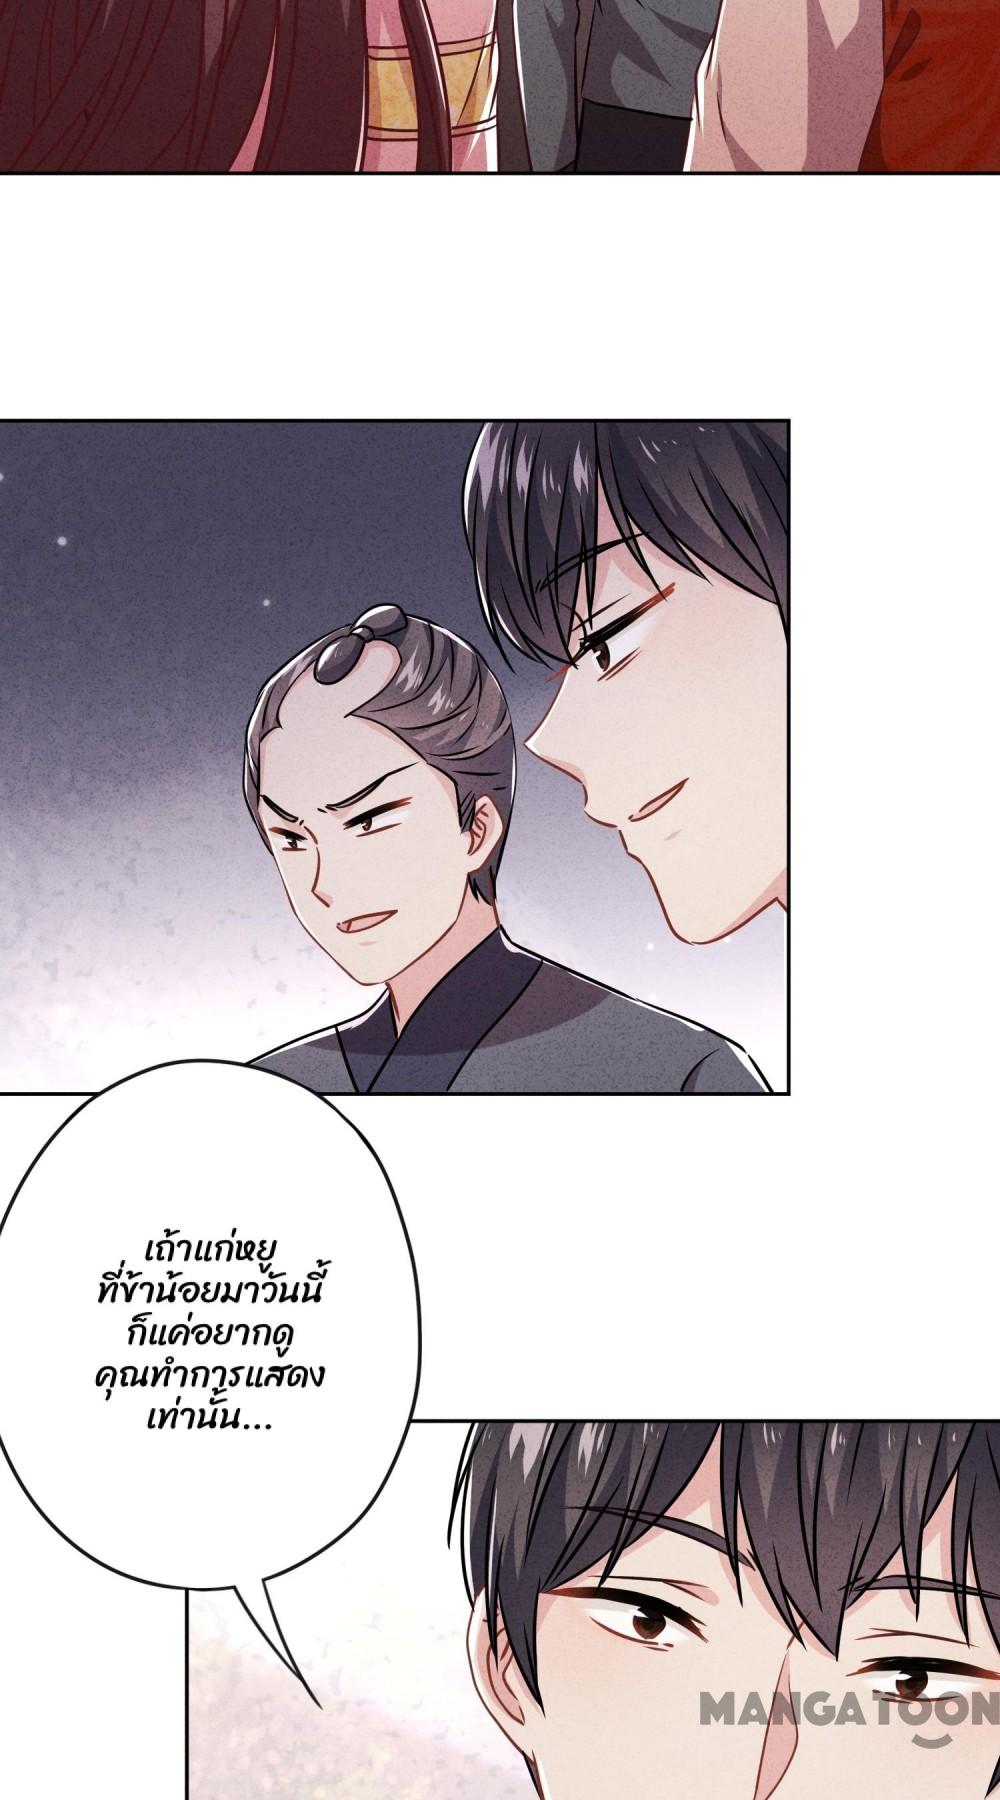 เถ้าแก่หยู
ที่ข้าน้อยมาวันนี้
ก็แค่อยากดู
คุณทำการแสดง
เท่านั้น...
MANGATOON